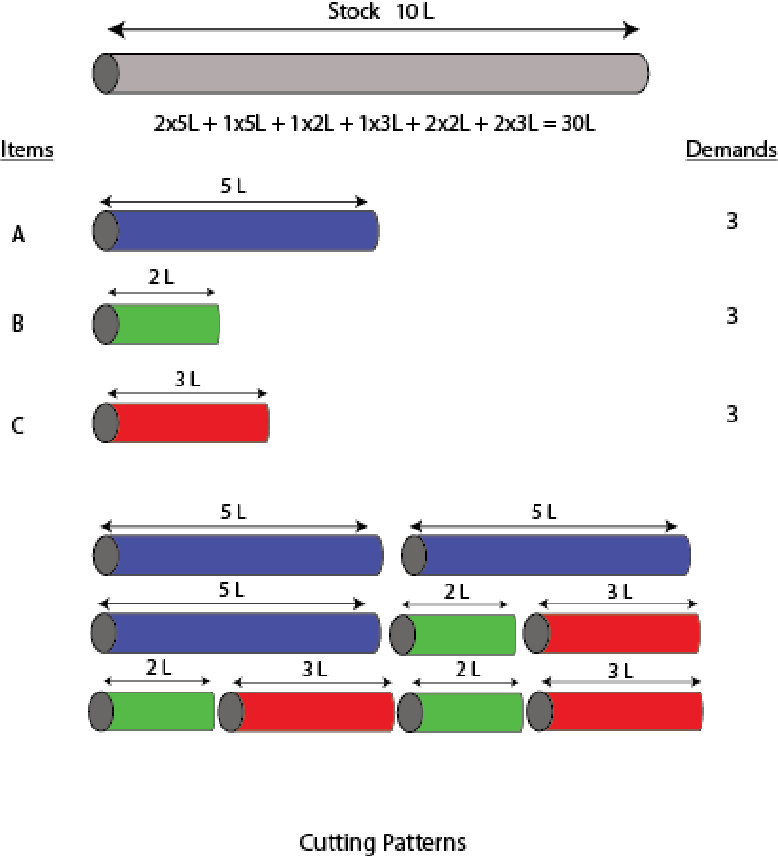 Stock 10 L
2x5L + 1x5L + 1x2L + 1x3L + 2x2L + 2x3L = 30L
Items Demands
5 L
A 3
2 L
B 3
3 L
C 3
5 L 5 L
5 L 2 L 3 L
2 L 3 L 2 L 3 L
Cutting Patterns